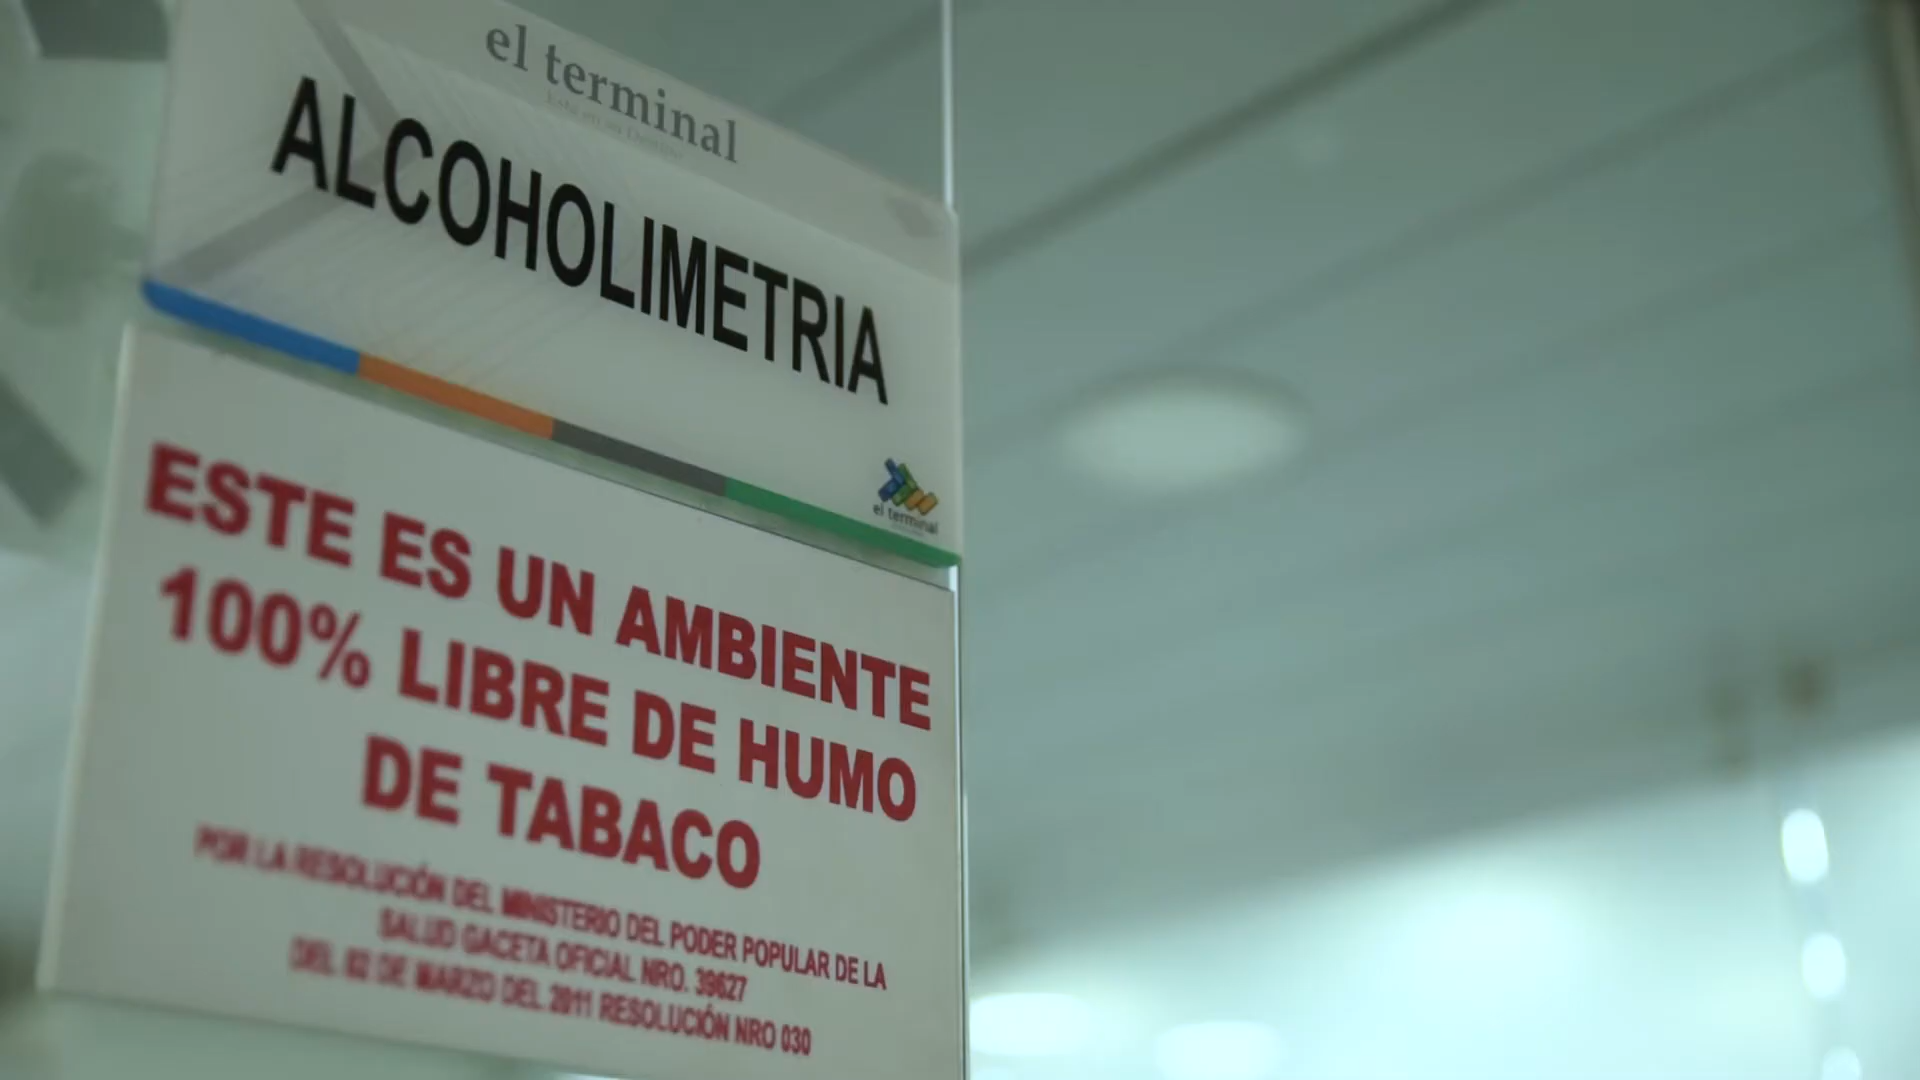 el terminal
ALCOHOLIMETRIA
el terminal
ESTE ES UN AMBIENTE
100% LIBRE DE HUMO
DE TABACO
POR LA RESOLUCIÓN DEL MINISTERIO DEL PODER POPULAR DE LA
SALUD GACETA OFICIAL NRO. 39627
DEL 02 DE MARZO DEL 2011 RESOLUCIÓN NRO 030